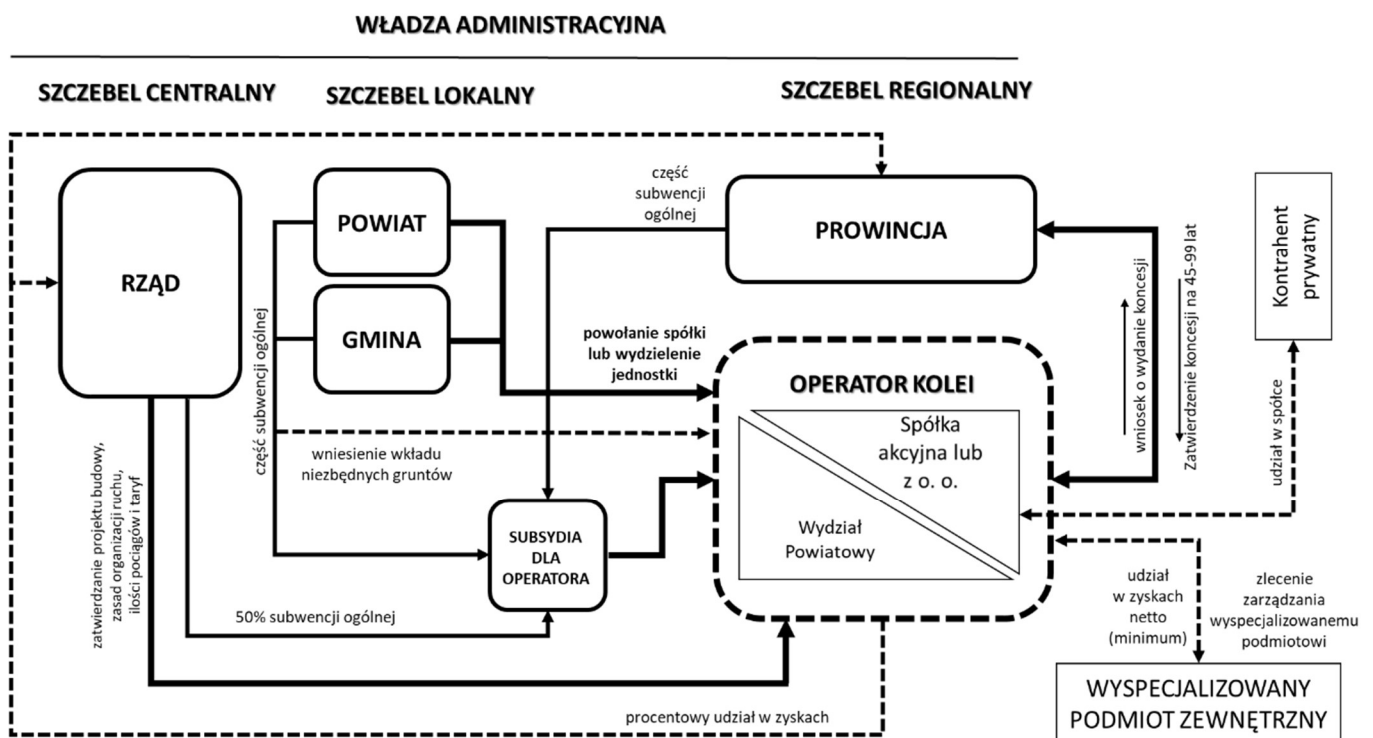 WŁADZA ADMINISTRACYJNA
SZCZEBEL CENTRALNY
SZCZEBEL LOKALNY
SZCZEBEL REGIONALNY
RZĄD
POWIAT
GMINA
część
subwencji
ogólnej
PROWINCJA
Kontrahent
prywatny
część subwencji ogólnej
powołanie spółki
lub wydzielenie
jednostki
wniosek o wydanie koncesji
Zatwierdzenie koncesji na 45-99 lat
udział w spółce
OPERATOR KOLEI
Spółka
akcyjna lub
z o. o.
Wydział
Powiatowy
wniesienie wkładu
niezbędnych gruntów
SUBSYDIA
DLA
OPERATORA
zatwierdzanie projektu budowy,
zasad organizacji ruchu,
ilości pociągów i taryf
50% subwencji ogólnej
udział
w zyskach
netto
(minimum)
zlecenie
zarządzania
wyspecjalizowanemu
podmiotowi
procentowy udział w zyskach
WYSPECJALIZOWANY
PODMIOT ZEWNĘTRZNY